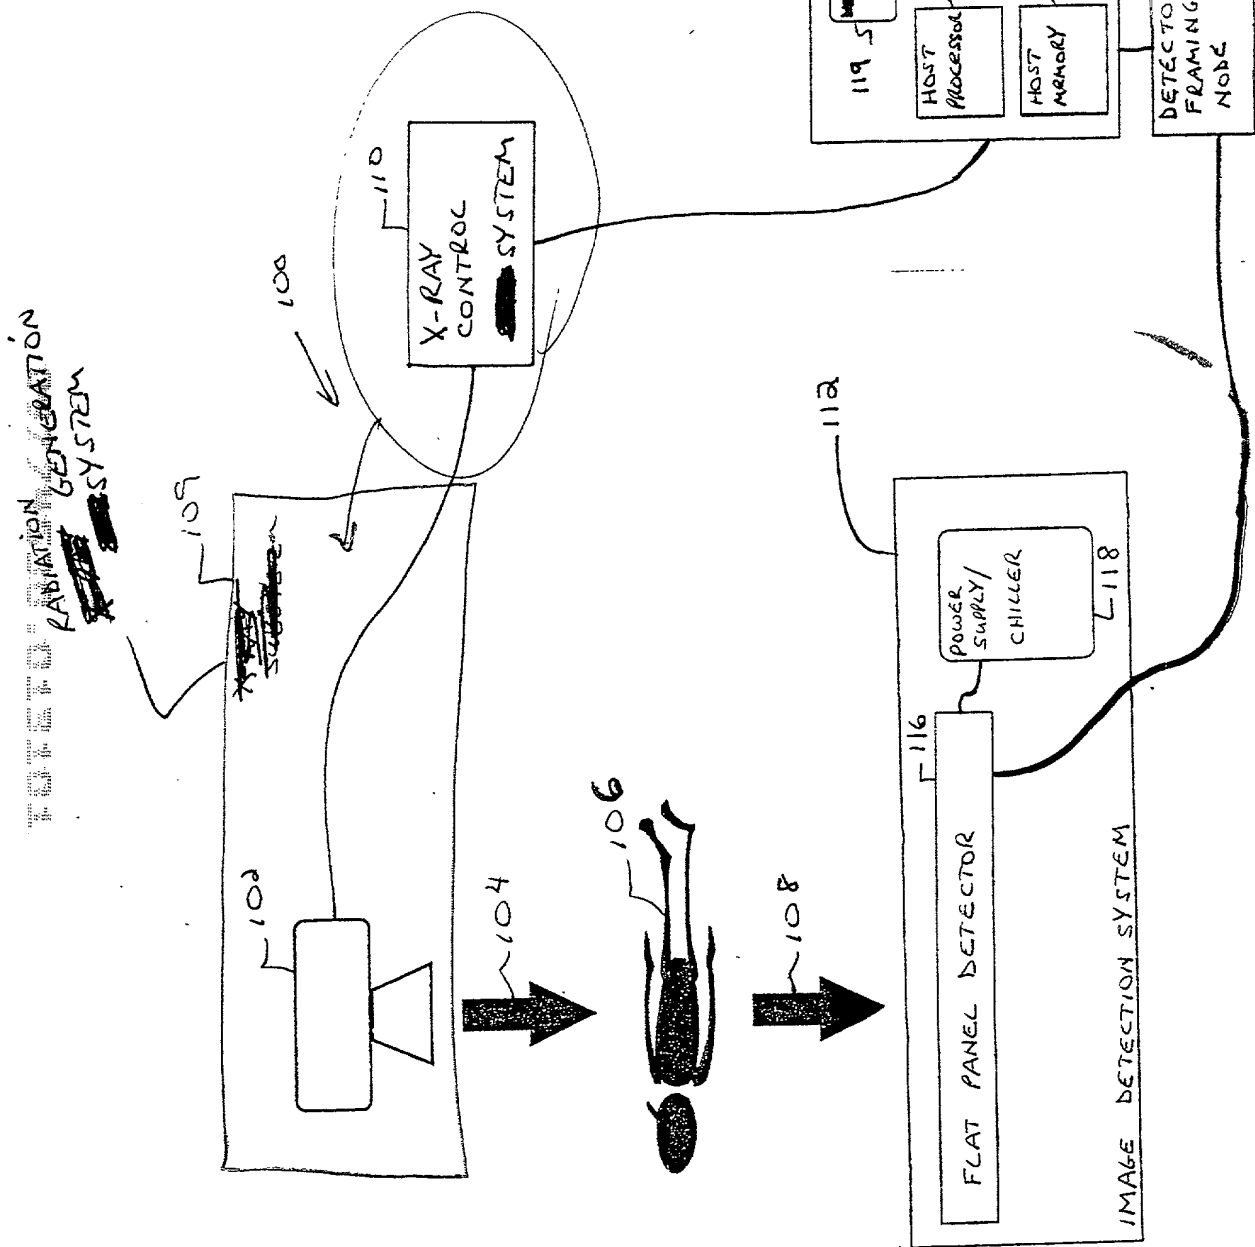 RADIATION GENERATION
SYSTEM
109
100
110
X-RAY
CONTROL
SYSTEM
102
104
106
108
112
116
FLAT PANEL DETECTOR
POWER
SUPPLY/
CHILLER
118
IMAGE DETECTION SYSTEM
119
HOST
PROCESSOR
HOST
MEMORY
FRAMING
NODE